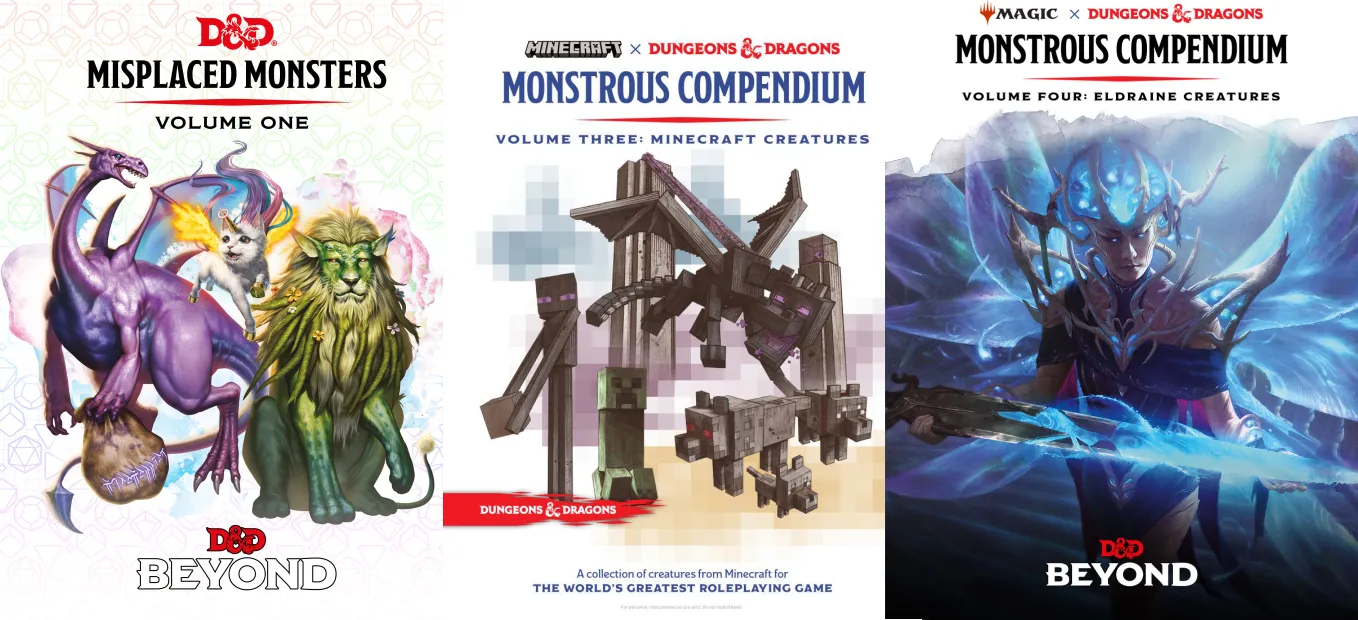 D&D
MISPLACED MONSTERS
VOLUME ONE
D&D
BEYOND
MINECRAFT × DUNGEONS & DRAGONS
MONSTROUS COMPENDIUM
VOLUME THREE: MINECRAFT CREATURES
DUNGEONS & DRAGONS
A collection of creatures from Minecraft for
THE WORLD'S GREATEST ROLEPLAYING GAME
MAGIC × DUNGEONS & DRAGONS
MONSTROUS COMPENDIUM
VOLUME FOUR: ELDRAINE CREATURES
D&D
BEYOND